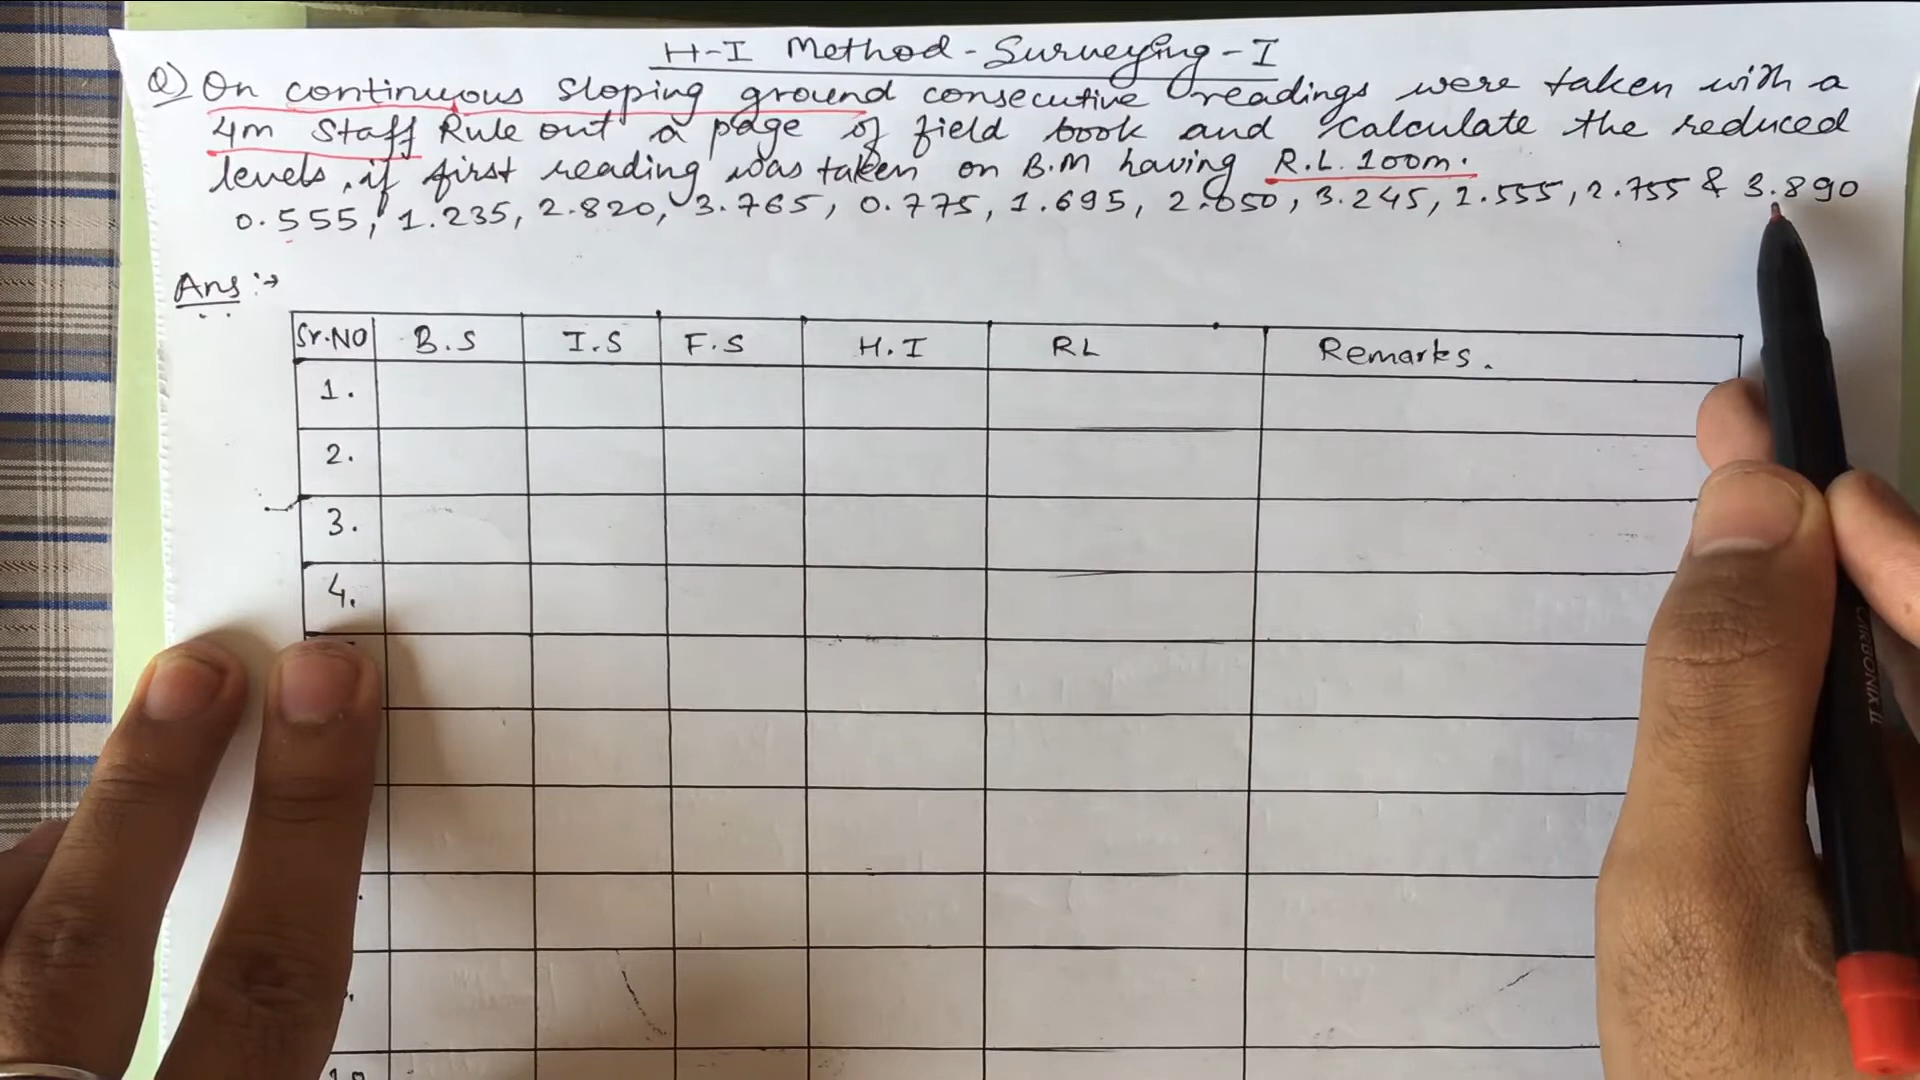 H-I Method-Surveying-I
Q) On continuous sloping ground consecutive readings were taken with a
4m Staff Rule out a page of field book and calculate the reduced
levels, if first reading was taken on B.M having R.L. 100m.
0.555, 1.235, 2.820, 3.765, 0.775, 1.695, 2.050, 3.245, 1.555, 2.755 & 3.890
Ans :→
Sr.NO B.S I.S F.S H.I RL Remarks.
1.
2.
3.
4.
CARBONIX II